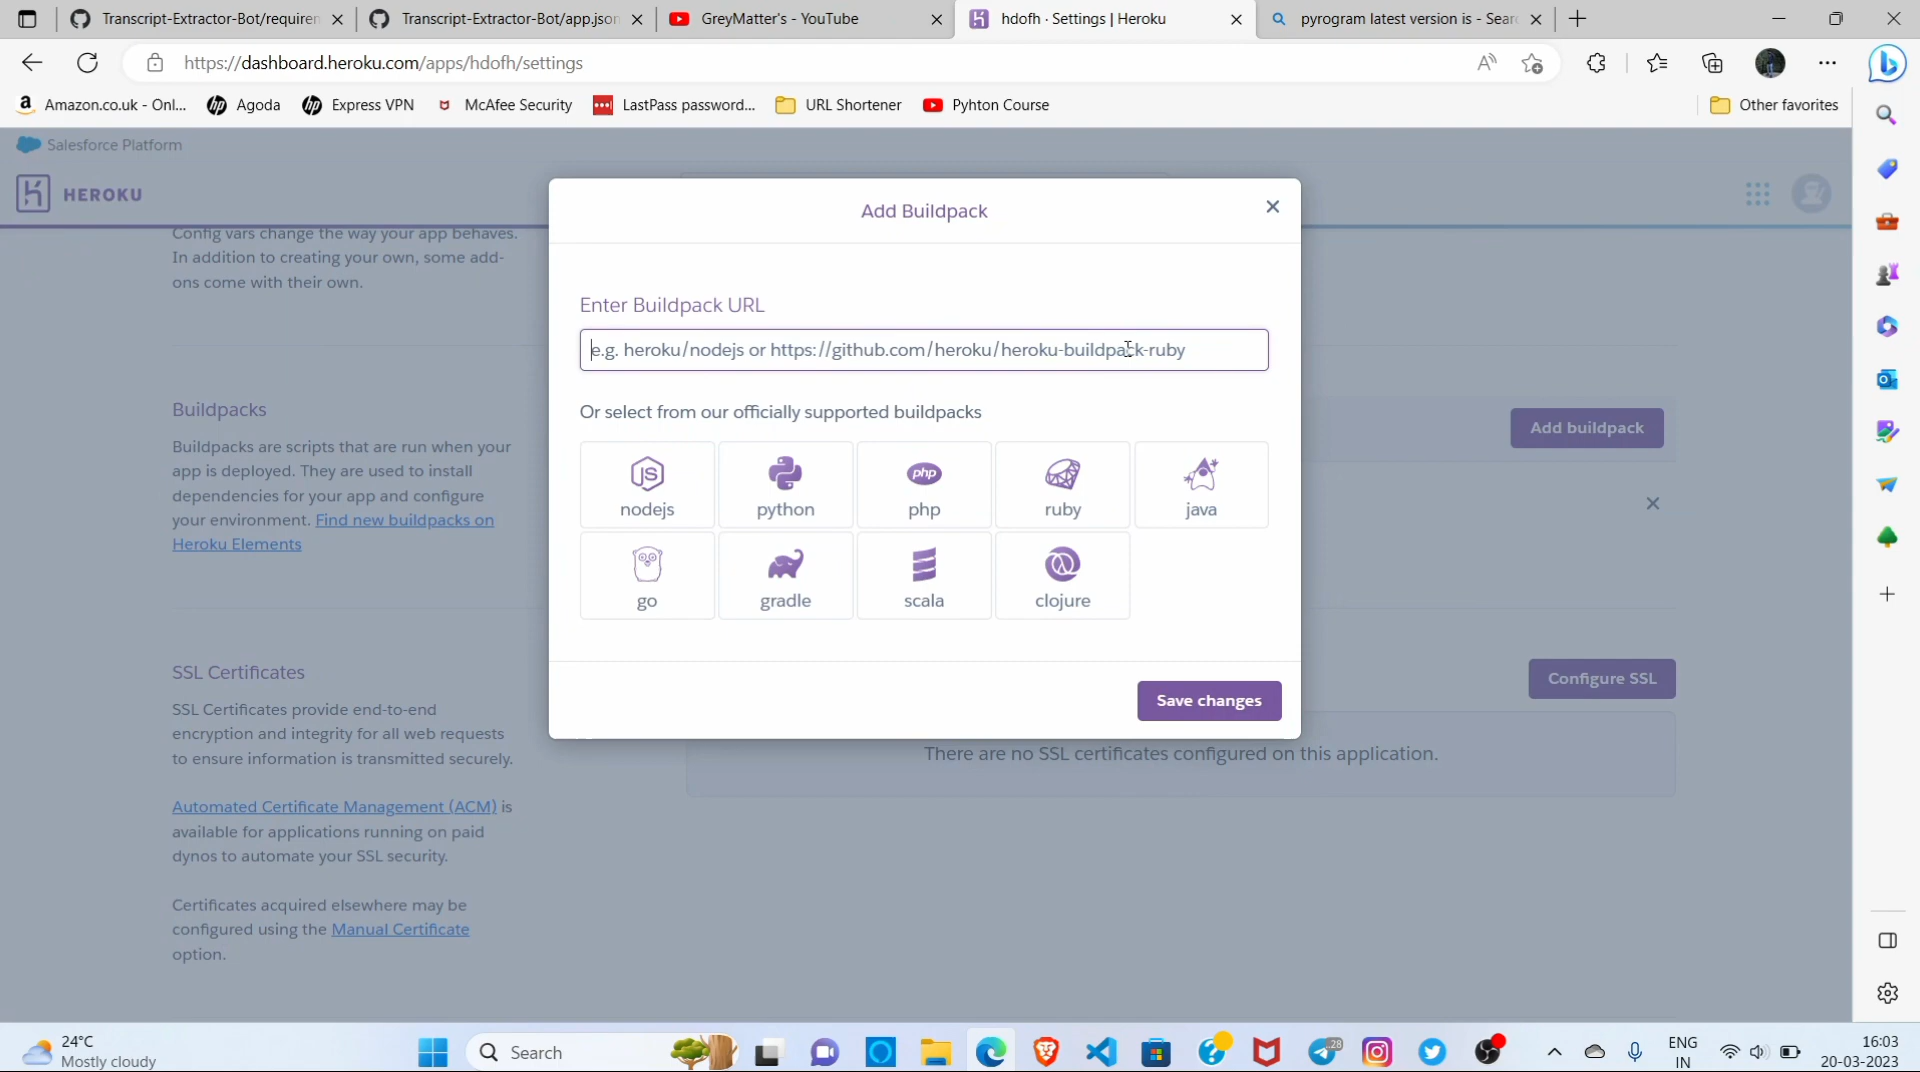 Transcript-Extractor-Bot/requiren
Transcript-Extractor-Bot/app.json
GreyMatter's - YouTube
hdofh · Settings | Heroku
pyrogram latest version is - Sear
https://dashboard.heroku.com/apps/hdofh/settings
Amazon.co.uk - Onl...
Agoda
Express VPN
McAfee Security
LastPass password...
URL Shortener
Pyhton Course
Other favorites
Salesforce Platform
HEROKU
Config vars change the way your app behaves.
In addition to creating your own, some add-
ons come with their own.
Buildpacks
Buildpacks are scripts that are run when your
app is deployed. They are used to install
dependencies for your app and configure
your environment. Find new buildpacks on
Heroku Elements
Add buildpack
SSL Certificates
SSL Certificates provide end-to-end
encryption and integrity for all web requests
to ensure information is transmitted securely.
Automated Certificate Management (ACM) is
available for applications running on paid
dynos to automate your SSL security.
Certificates acquired elsewhere may be
configured using the Manual Certificate
option.
Configure SSL
There are no SSL certificates configured on this application.
Add Buildpack
Enter Buildpack URL
e.g. heroku/nodejs or https://github.com/heroku/heroku-buildpack-ruby
Or select from our officially supported buildpacks
nodejs
python
php
php
ruby
java
go
gradle
scala
clojure
Save changes
24°C
Mostly cloudy
Search
28
ENG
IN
16:03
20-03-2023